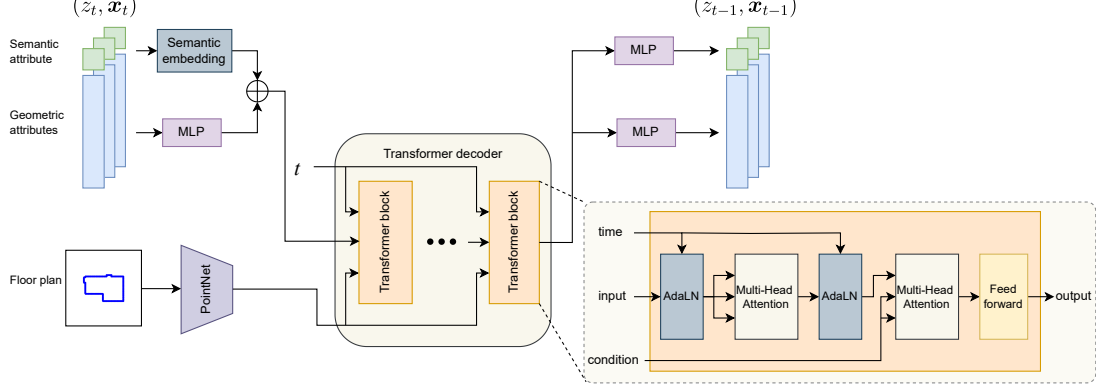 (z_t, x_t)
(z_{t-1}, x_{t-1})
Semantic
attribute
Semantic
embedding
MLP
Geometric
attributes
MLP
MLP
t
Transformer decoder
Transformer block
Transformer block
Floor plan
PointNet
time
input
AdaLN
Multi-Head
Attention
AdaLN
Multi-Head
Attention
Feed
forward
output
condition